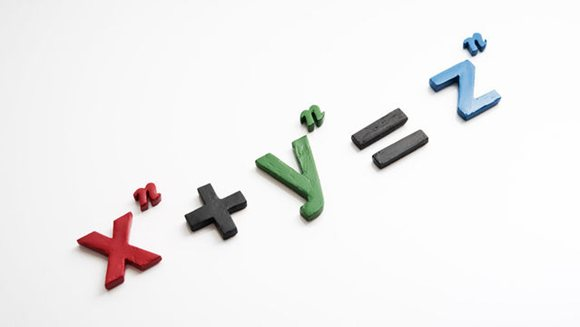 xⁿ + yⁿ = zⁿ